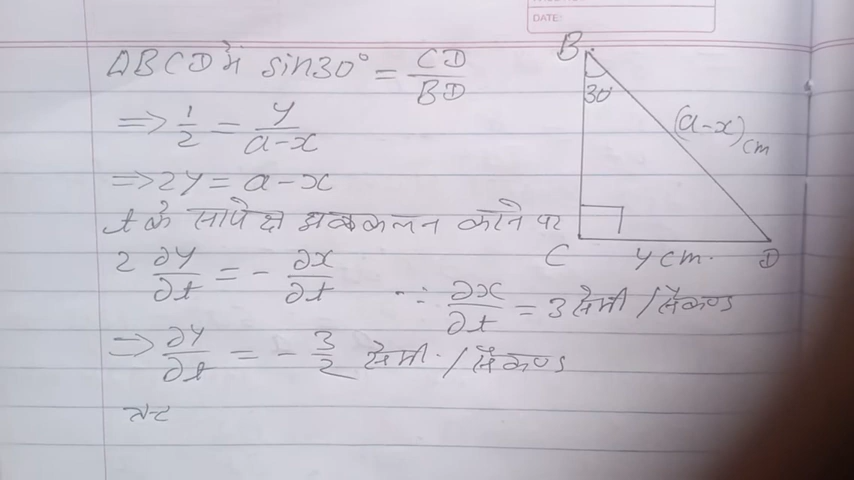 DATE:
ΔBCD में sin30° = CD/BD
⇒ 1/2 = y/(a-x)
⇒ 2y = a-x
t के सापेक्ष अवकलन करने पर
2 ∂y/∂t = - ∂x/∂t ∵ ∂x/∂t = 3 सेमी/सैकण्ड
⇒ ∂y/∂t = - 3/2 सेमी./सैकण्ड
B
30°
(a-x) cm
C y cm. D